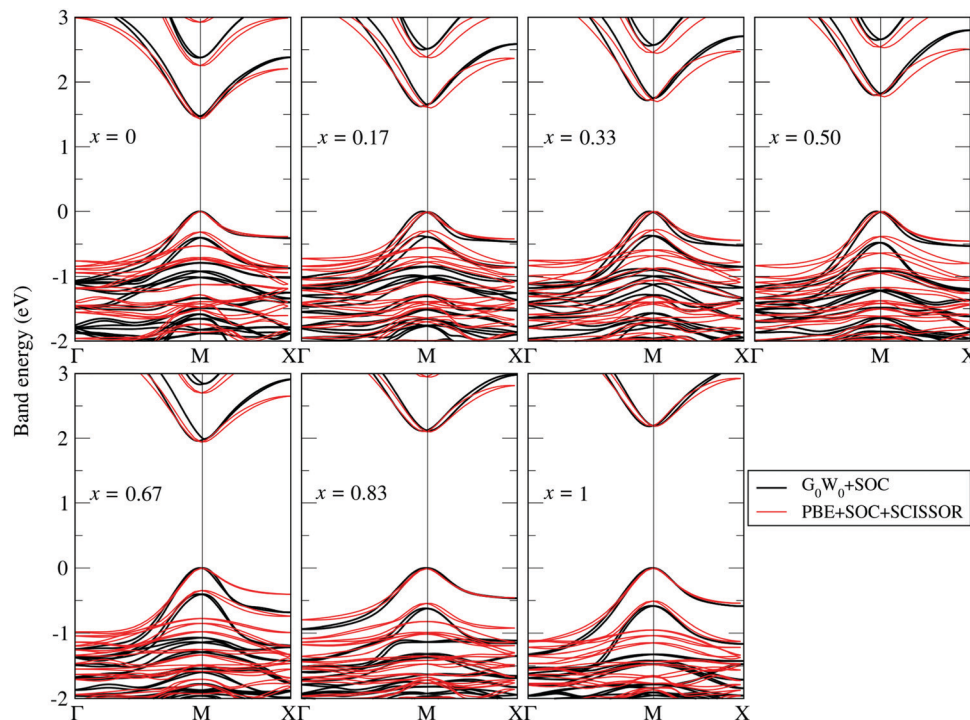 3
2
1
0
-1
-2
x = 0
x = 0.17
x = 0.33
x = 0.50
Γ M XΓ M XΓ M XΓ M X
Band energy (eV)
3
2
1
0
-1
-2
x = 0.67
x = 0.83
x = 1
Γ M XΓ M XΓ M X
G₀W₀+SOC
PBE+SOC+SCISSOR